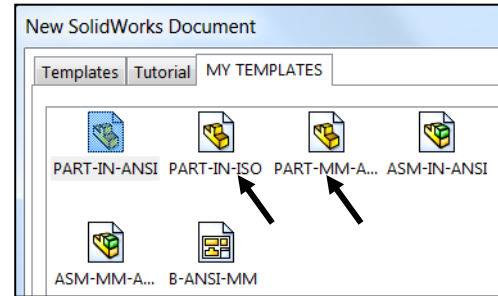 New SolidWorks Document
Templates Tutorial MY TEMPLATES
PART-IN-ANSI PART-IN-ISO PART-MM-A... ASM-IN-ANSI
ASM-MM-A... B-ANSI-MM